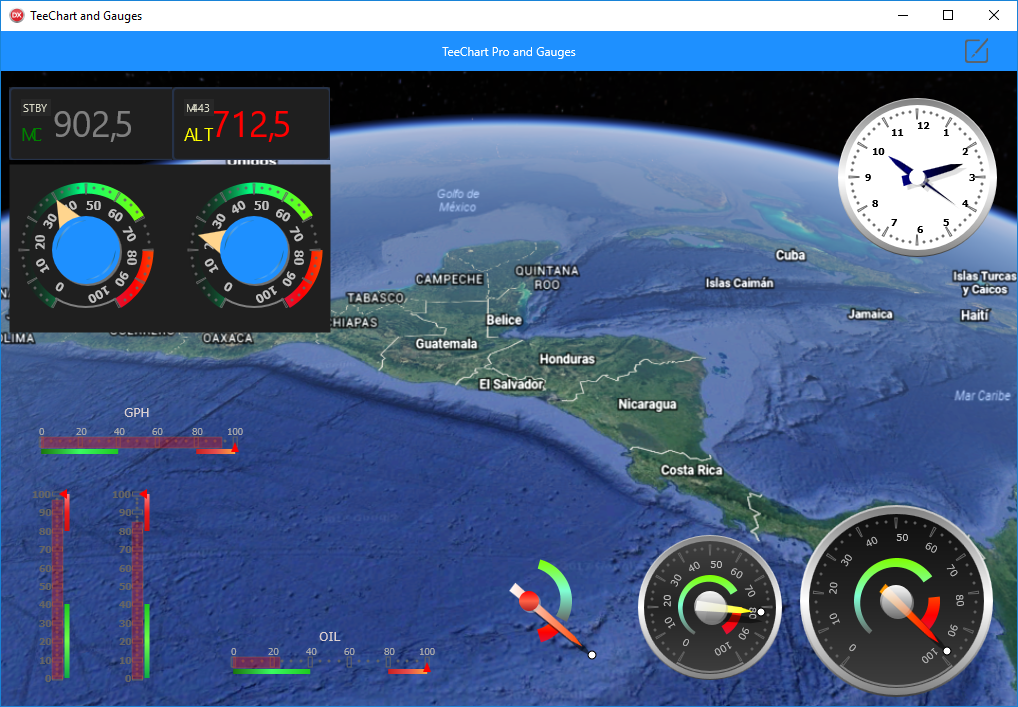 TeeChart and Gauges
TeeChart Pro and Gauges
STBY
MC 902,5
M143
ALT 712,5
Unidos
0 10 20 30 40 50 60 70 80 90 100
0 10 20 30 40 50 60 70 80 90 100
12 1 2 3 4 5 6 7 8 9 10 11
Golfo de
México
Cuba
QUINTANA
ROO
CAMPECHE
Islas Caimán
Islas Turcas
y Caicos
TABASCO
Jamaica
Haití
Belice
CHIAPAS
OAXACA
Guatemala
Honduras
El Salvador
Mar Caribe
Nicaragua
Costa Rica
GPH
0 20 40 60 80 100
100 90 80 70 60 50 40 30 20 10 0
100 90 80 70 60 50 40 30 20 10 0
OIL
0 20 40 60 80 100
0 10 20 30 40 50 60 70 80 90 100
0 10 20 30 40 50 60 70 80 90 100